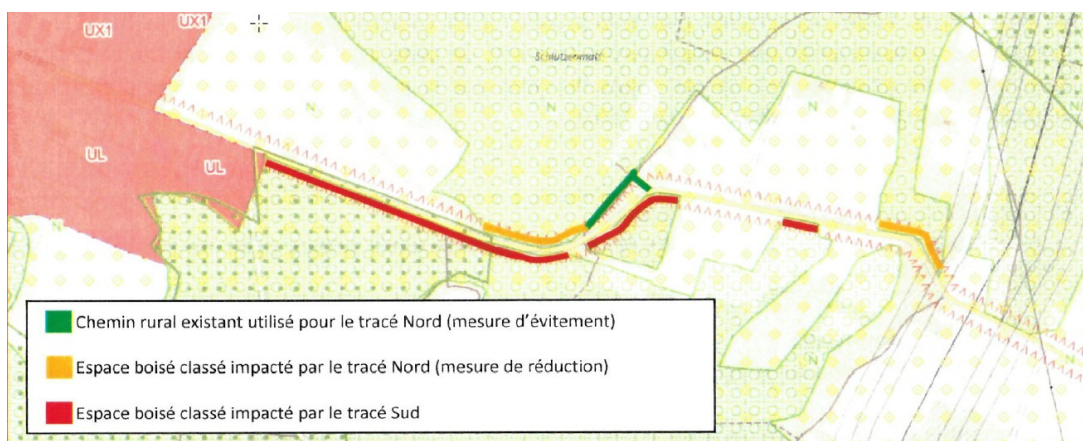 UX1
UX1
Schlutzenmatt
N
N
N
UL
UL
N
N
Chemin rural existant utilisé pour le tracé Nord (mesure d'évitement)
Espace boisé classé impacté par le tracé Nord (mesure de réduction)
Espace boisé classé impacté par le tracé Sud